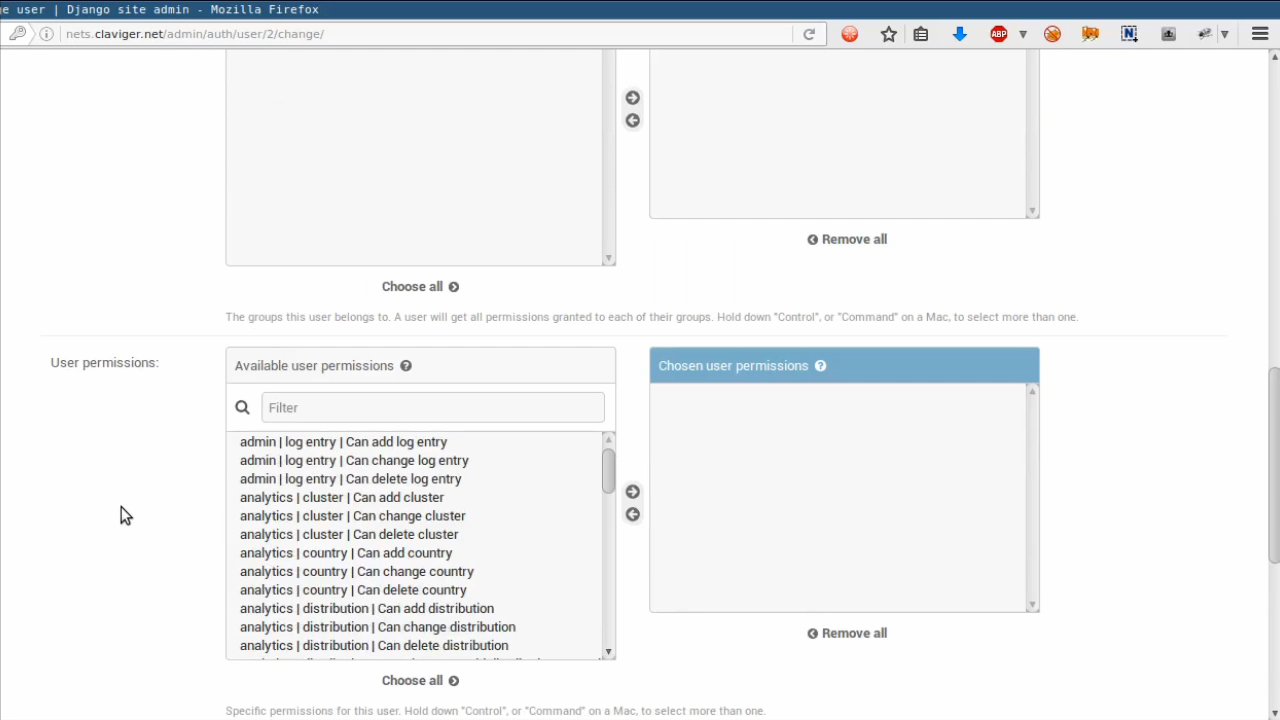 ge user | Django site admin - Mozilla Firefox
nets.claviger.net/admin/auth/user/2/change/
ABP
N
Remove all
Choose all
The groups this user belongs to. A user will get all permissions granted to each of their groups. Hold down "Control", or "Command" on a Mac, to select more than one.
User permissions:
Available user permissions ?
Chosen user permissions ?
Filter
admin | log entry | Can add log entry
admin | log entry | Can change log entry
admin | log entry | Can delete log entry
analytics | cluster | Can add cluster
analytics | cluster | Can change cluster
analytics | cluster | Can delete cluster
analytics | country | Can add country
analytics | country | Can change country
analytics | country | Can delete country
analytics | distribution | Can add distribution
analytics | distribution | Can change distribution
analytics | distribution | Can delete distribution
Remove all
Choose all
Specific permissions for this user. Hold down "Control", or "Command" on a Mac, to select more than one.